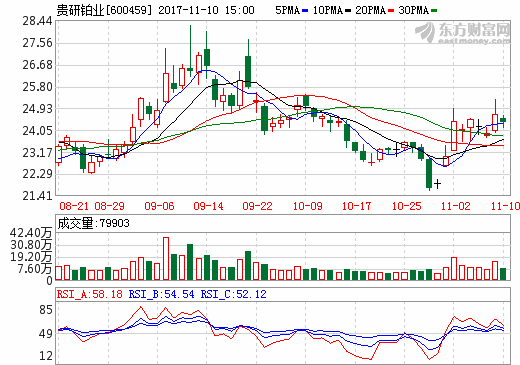 贵研铂业[600459] 2017-11-10 15:00 5PMA 10PMA 20PMA 30PMA
东方财富网
eastmoney.com
28.44
27.56
26.68
25.80
24.93
24.05
23.17
22.29
21.41
08-21 08-29 09-06 09-14 09-22 10-09 10-17 10-25 11-02 11-10
成交量:79903
42.40万
30.80万
19.20万
7.60万
0
RSI_A:58.18 RSI_B:54.54 RSI_C:52.12
85
49
12